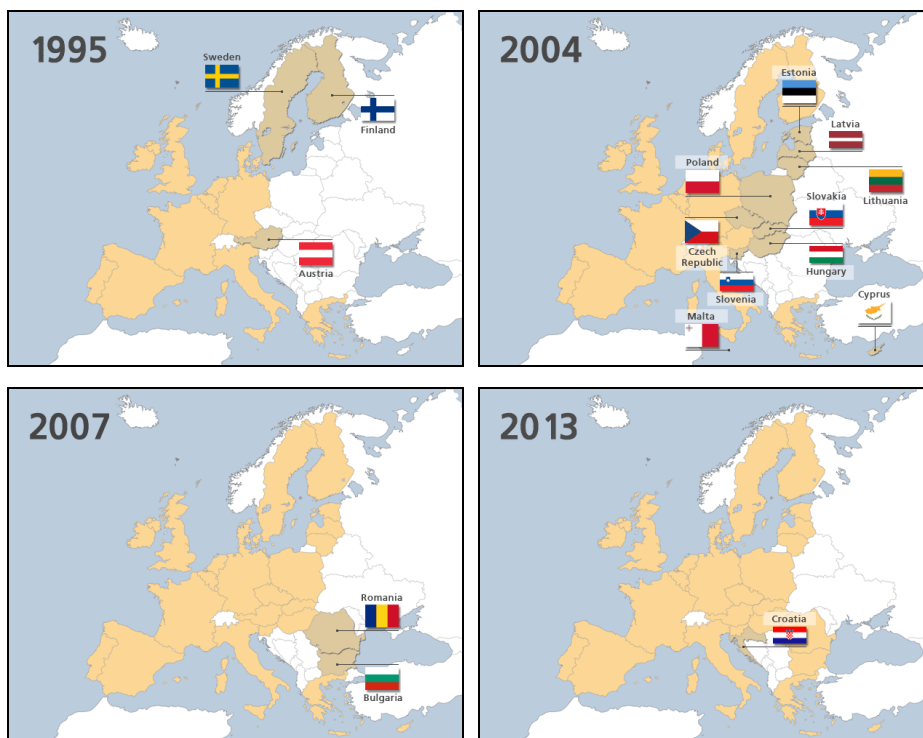 1995
Sweden
Finland
Austria
2004
Estonia
Latvia
Lithuania
Poland
Slovakia
Czech
Republic
Hungary
Slovenia
Malta
Cyprus
2007
Romania
Bulgaria
2013
Croatia